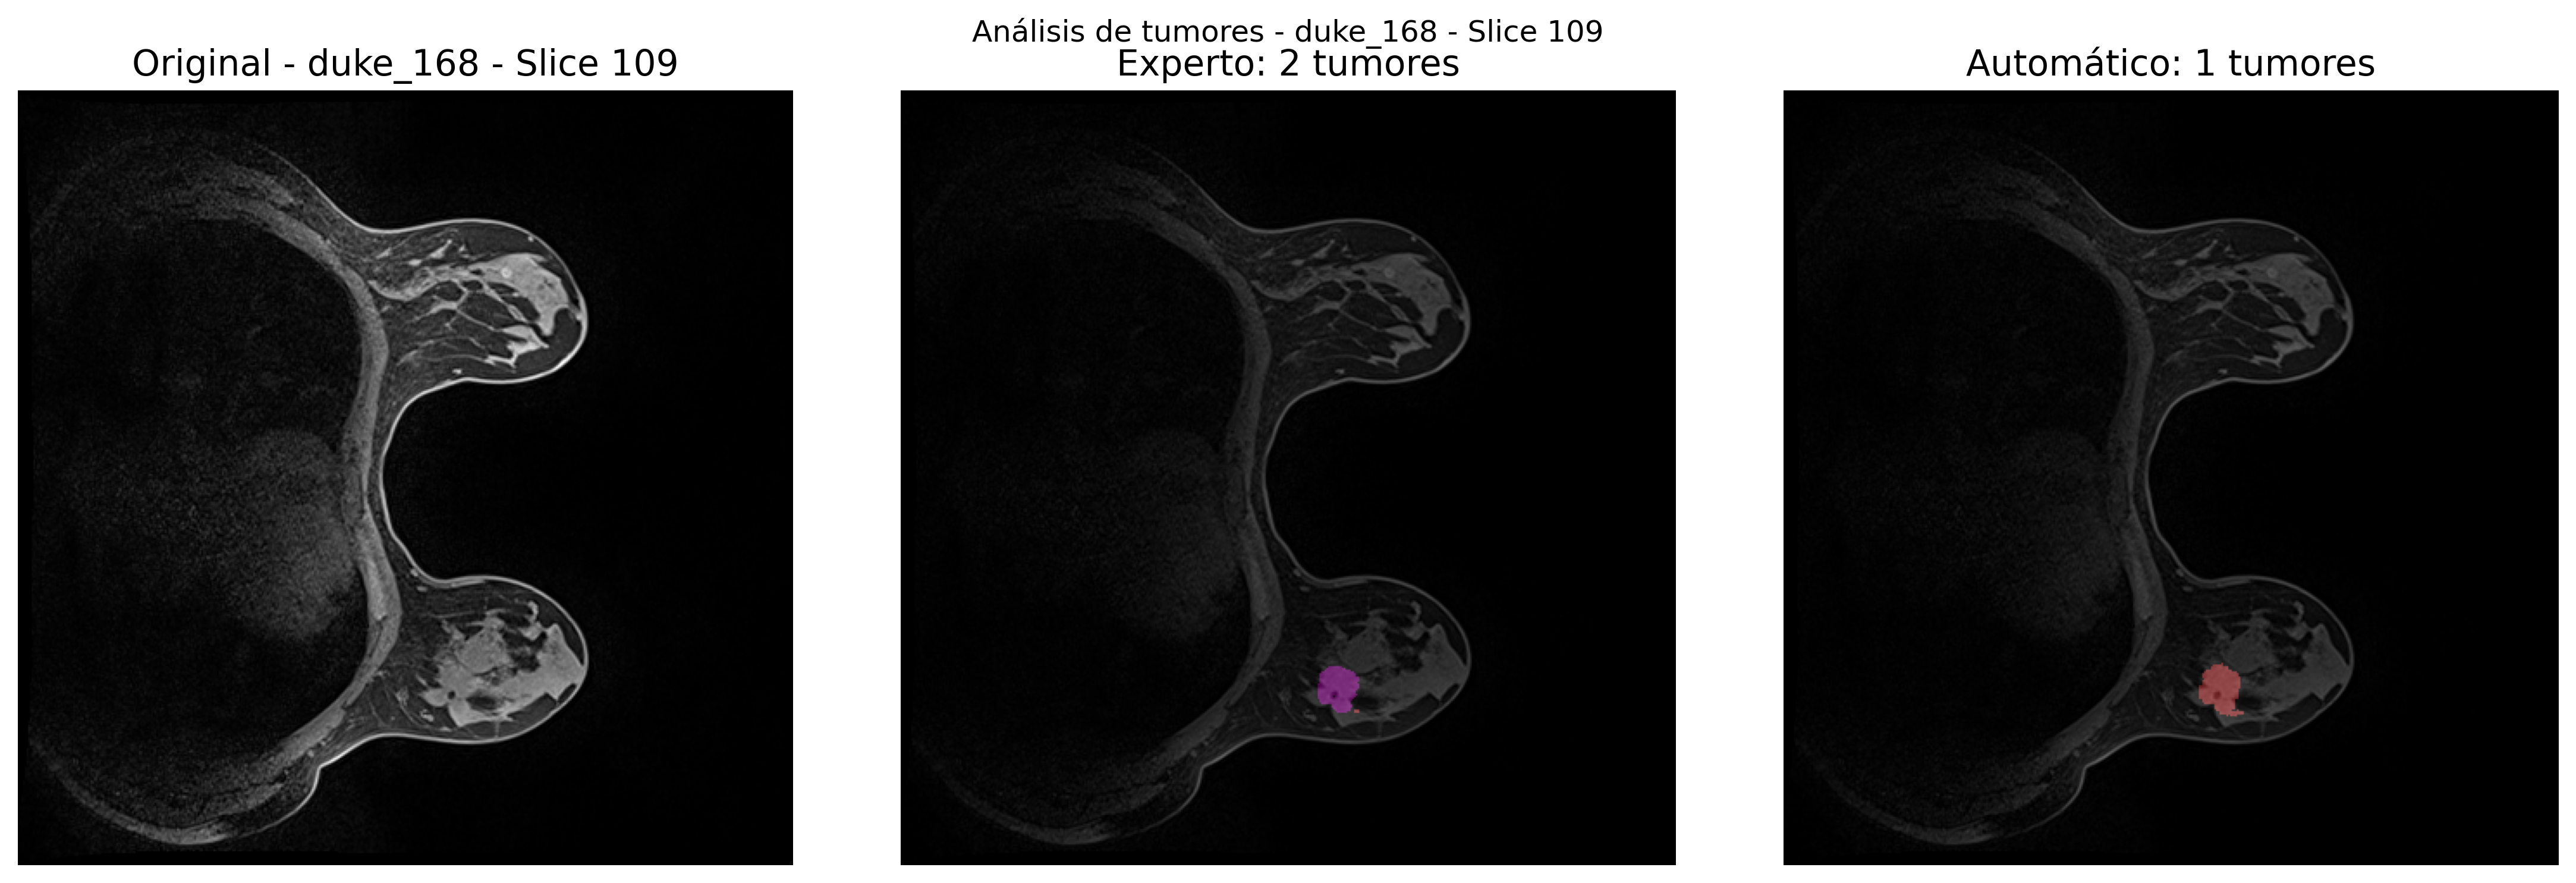 Análisis de tumores - duke_168 - Slice 109
Original - duke_168 - Slice 109
Experto: 2 tumores
Automático: 1 tumores